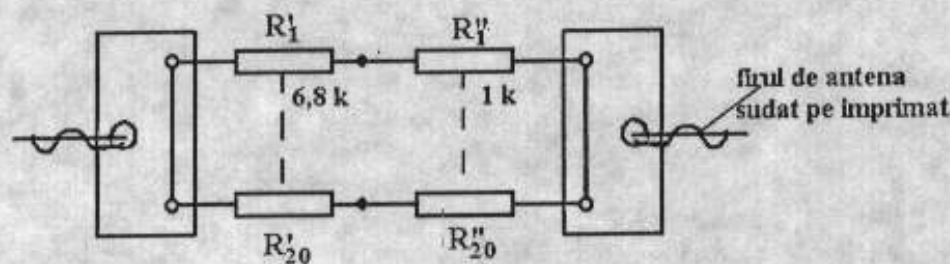 R'1 R''1
6,8 k 1 k
firul de antena
sudat pe imprimat
R'20 R''20